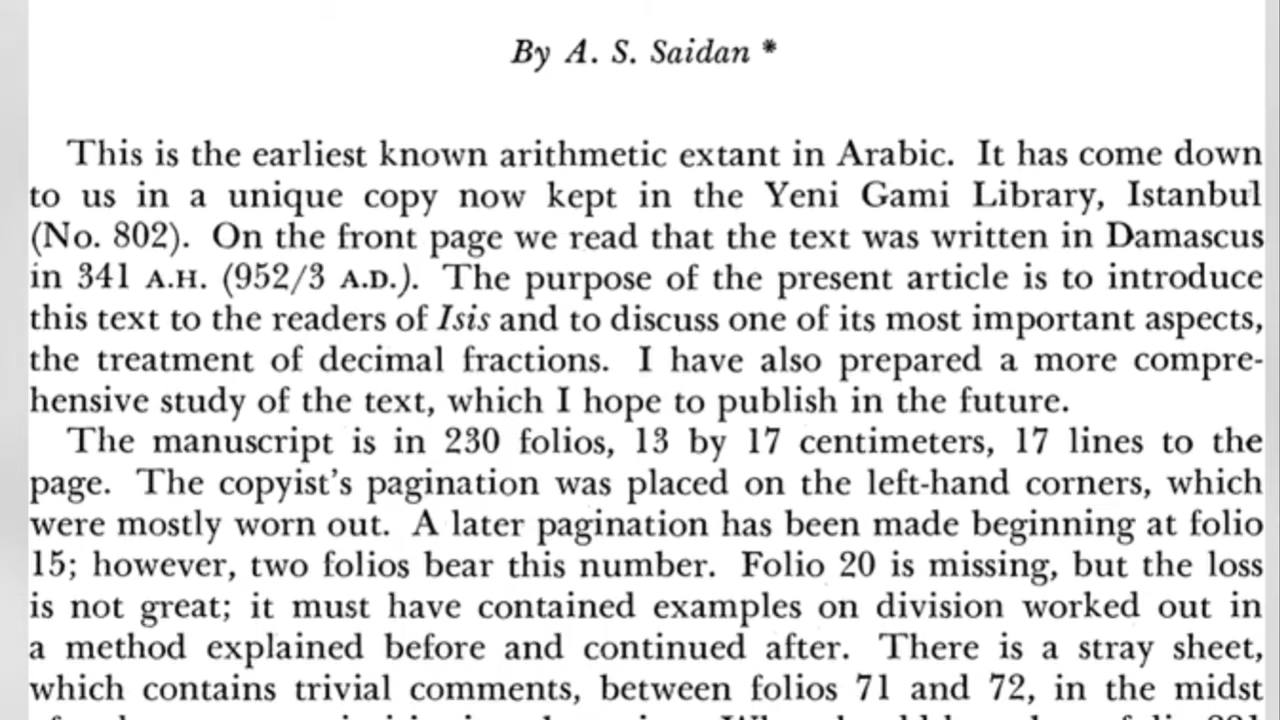 By A. S. Saidan *
This is the earliest known arithmetic extant in Arabic. It has come down
to us in a unique copy now kept in the Yeni Gami Library, Istanbul
(No. 802). On the front page we read that the text was written in Damascus
in 341 A.H. (952/3 A.D.). The purpose of the present article is to introduce
this text to the readers of Isis and to discuss one of its most important aspects,
the treatment of decimal fractions. I have also prepared a more compre-
hensive study of the text, which I hope to publish in the future.
The manuscript is in 230 folios, 13 by 17 centimeters, 17 lines to the
page. The copyist's pagination was placed on the left-hand corners, which
were mostly worn out. A later pagination has been made beginning at folio
15; however, two folios bear this number. Folio 20 is missing, but the loss
is not great; it must have contained examples on division worked out in
a method explained before and continued after. There is a stray sheet,
which contains trivial comments, between folios 71 and 72, in the midst